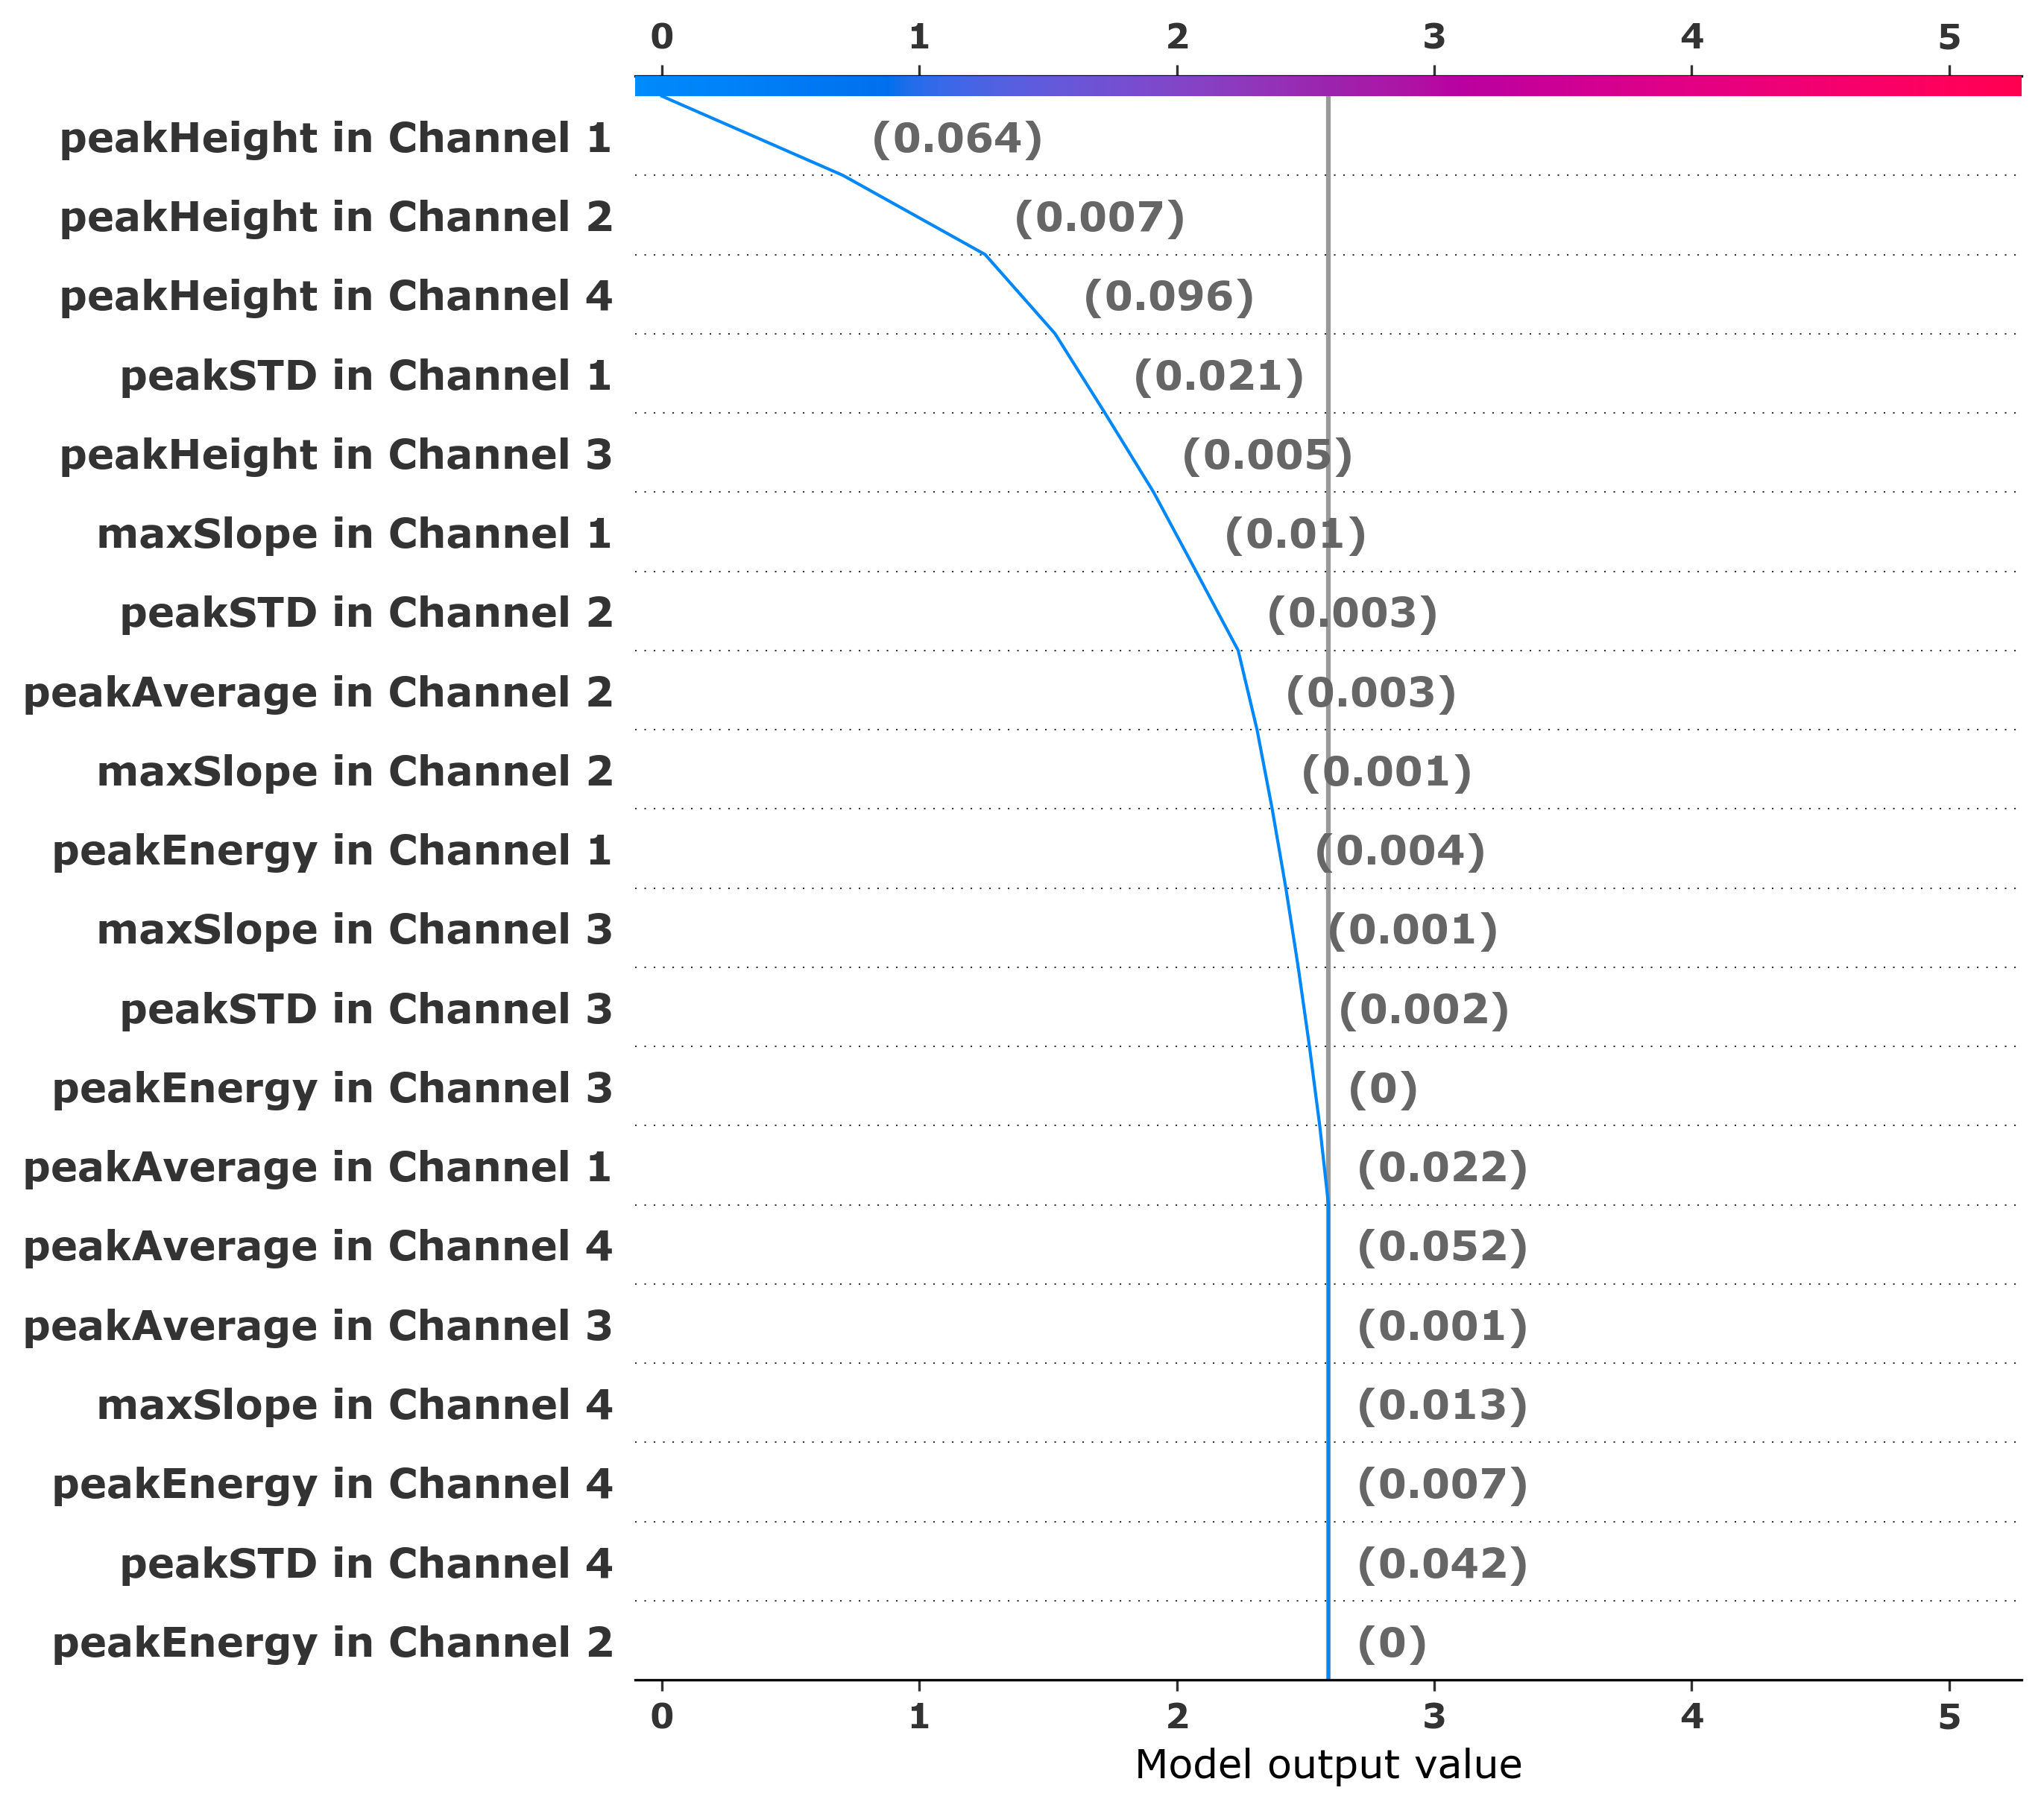 0 1 2 3 4 5
peakHeight in Channel 1 (0.064)
peakHeight in Channel 2 (0.007)
peakHeight in Channel 4 (0.096)
peakSTD in Channel 1 (0.021)
peakHeight in Channel 3 (0.005)
maxSlope in Channel 1 (0.01)
peakSTD in Channel 2 (0.003)
peakAverage in Channel 2 (0.003)
maxSlope in Channel 2 (0.001)
peakEnergy in Channel 1 (0.004)
maxSlope in Channel 3 (0.001)
peakSTD in Channel 3 (0.002)
peakEnergy in Channel 3 (0)
peakAverage in Channel 1 (0.022)
peakAverage in Channel 4 (0.052)
peakAverage in Channel 3 (0.001)
maxSlope in Channel 4 (0.013)
peakEnergy in Channel 4 (0.007)
peakSTD in Channel 4 (0.042)
peakEnergy in Channel 2 (0)
0 1 2 3 4 5
Model output value